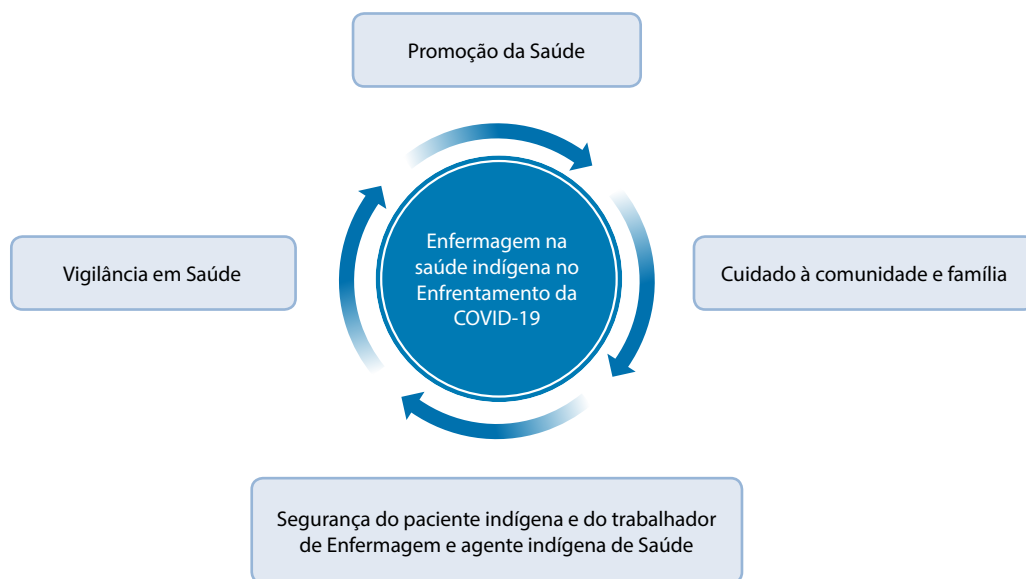 Promoção da Saúde
Vigilância em Saúde
Enfermagem na
saúde indígena no
Enfrentamento da
COVID-19
Cuidado à comunidade e família
Segurança do paciente indígena e do trabalhador
de Enfermagem e agente indígena de Saúde